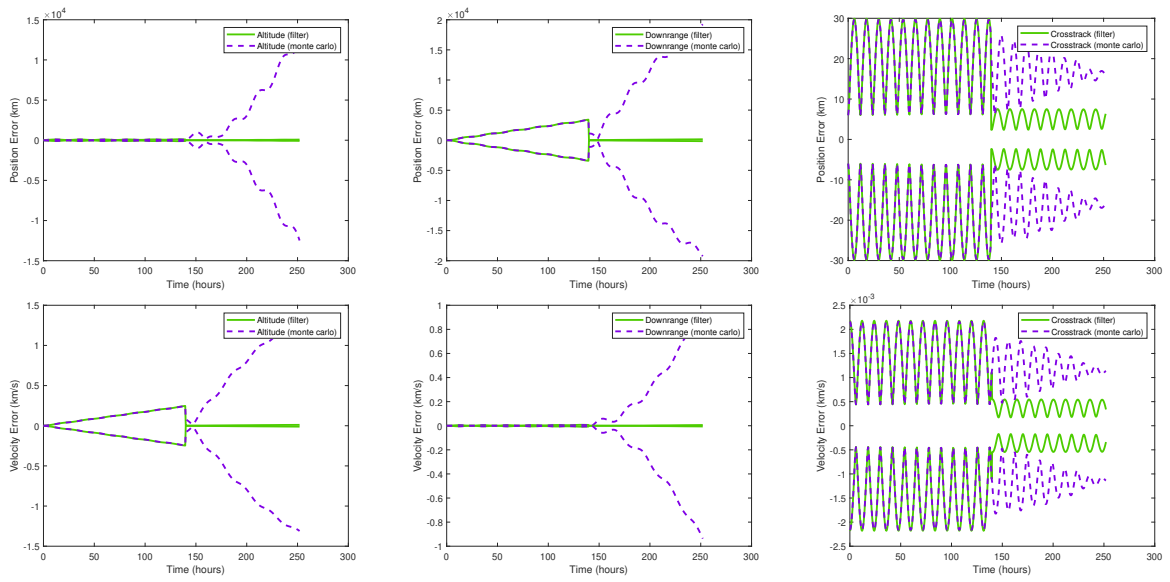 ×10⁴
1.5
1
0.5
0
-0.5
-1
-1.5
0 50 100 150 200 250 300
Time (hours)
Position Error (km)
Altitude (filter)
Altitude (monte carlo)
×10⁴
2
1.5
1
0.5
0
-0.5
-1
-1.5
-2
0 50 100 150 200 250 300
Time (hours)
Position Error (km)
Downrange (filter)
Downrange (monte carlo)
30
20
10
0
-10
-20
-30
0 50 100 150 200 250 300
Time (hours)
Position Error (km)
Crosstrack (filter)
Crosstrack (monte carlo)
1.5
1
0.5
0
-0.5
-1
-1.5
0 50 100 150 200 250 300
Time (hours)
Velocity Error (km/s)
Altitude (filter)
Altitude (monte carlo)
1
0.8
0.6
0.4
0.2
0
-0.2
-0.4
-0.6
-0.8
-1
0 50 100 150 200 250 300
Time (hours)
Velocity Error (km/s)
Downrange (filter)
Downrange (monte carlo)
×10⁻³
2.5
2
1.5
1
0.5
0
-0.5
-1
-1.5
-2
-2.5
0 50 100 150 200 250 300
Time (hours)
Velocity Error (km/s)
Crosstrack (filter)
Crosstrack (monte carlo)